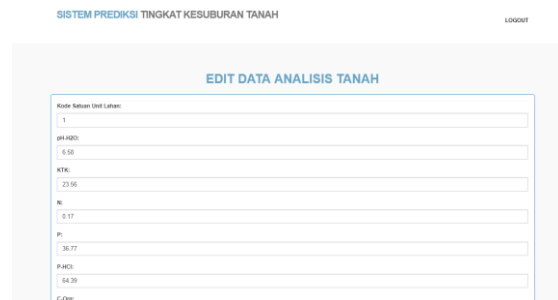 SISTEM PREDIKSI TINGKAT KESUBURAN TANAH
LOGOUT
EDIT DATA ANALISIS TANAH
Kode Satuan Unit Lahan:
1
pH-H2O:
6.58
KTK:
23.56
N:
0.17
P:
36.77
P-HCl:
64.39
C-Org: